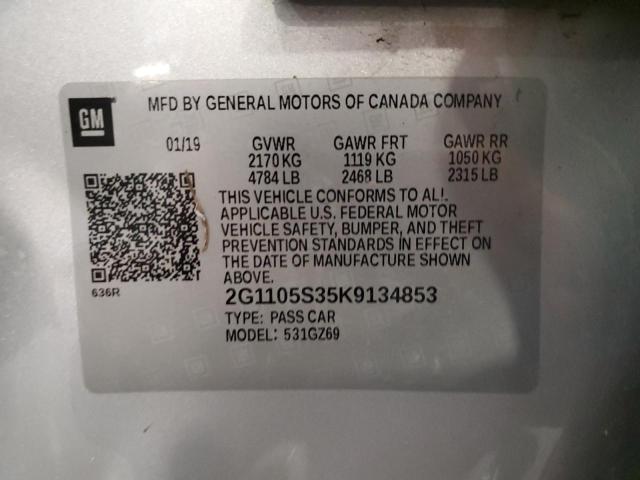 GM
MFD BY GENERAL MOTORS OF CANADA COMPANY
01/19 GVWR GAWR FRT GAWR RR
2170 KG 1119 KG 1050 KG
4784 LB 2468 LB 2315 LB
THIS VEHICLE CONFORMS TO ALL
APPLICABLE U.S. FEDERAL MOTOR
VEHICLE SAFETY, BUMPER, AND THEFT
PREVENTION STANDARDS IN EFFECT ON
THE DATE OF MANUFACTURE SHOWN
ABOVE.
636R
2G1105S35K9134853
TYPE: PASS CAR
MODEL: 531GZ69